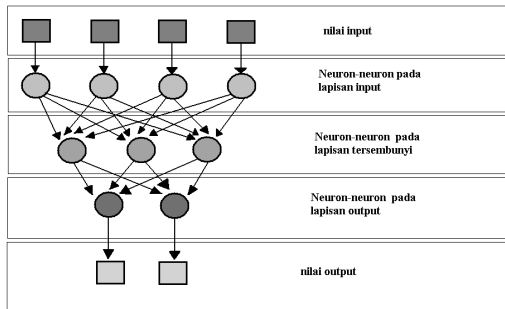 nilai input
Neuron-neuron pada
lapisan input
Neuron-neuron pada
lapisan tersembunyi
Neuron-neuron pada
lapisan output
nilai output